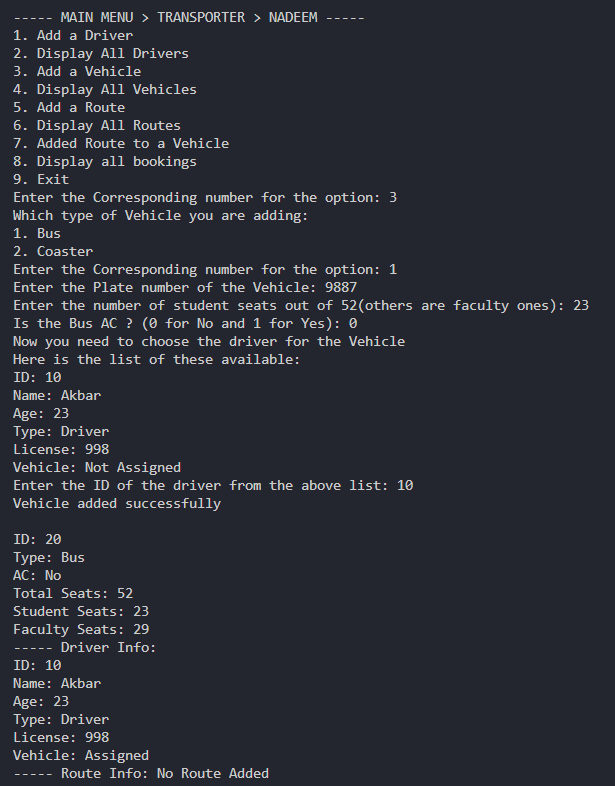 ----- MAIN MENU > TRANSPORTER > NADEEM -----
1. Add a Driver
2. Display All Drivers
3. Add a Vehicle
4. Display All Vehicles
5. Add a Route
6. Display All Routes
7. Added Route to a Vehicle
8. Display all bookings
9. Exit
Enter the Corresponding number for the option: 3
Which type of Vehicle you are adding:
1. Bus
2. Coaster
Enter the Corresponding number for the option: 1
Enter the Plate number of the Vehicle: 9887
Enter the number of student seats out of 52(others are faculty ones): 23
Is the Bus AC ? (0 for No and 1 for Yes): 0
Now you need to choose the driver for the Vehicle
Here is the list of these available:
ID: 10
Name: Akbar
Age: 23
Type: Driver
License: 998
Vehicle: Not Assigned
Enter the ID of the driver from the above list: 10
Vehicle added successfully

ID: 20
Type: Bus
AC: No
Total Seats: 52
Student Seats: 23
Faculty Seats: 29
----- Driver Info:
ID: 10
Name: Akbar
Age: 23
Type: Driver
License: 998
Vehicle: Assigned
----- Route Info: No Route Added